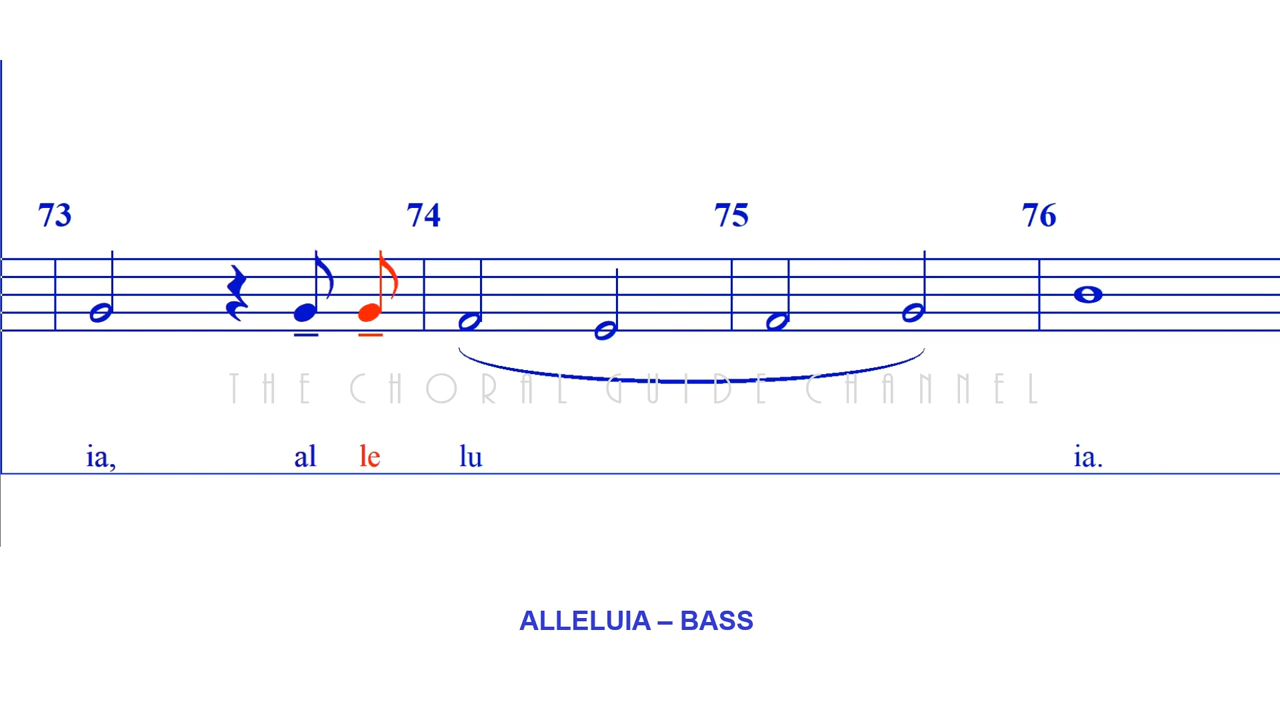 73 74 75 76
THE CHORAL GUIDE CHANNEL
ia, al le lu ia.
ALLELUIA – BASS